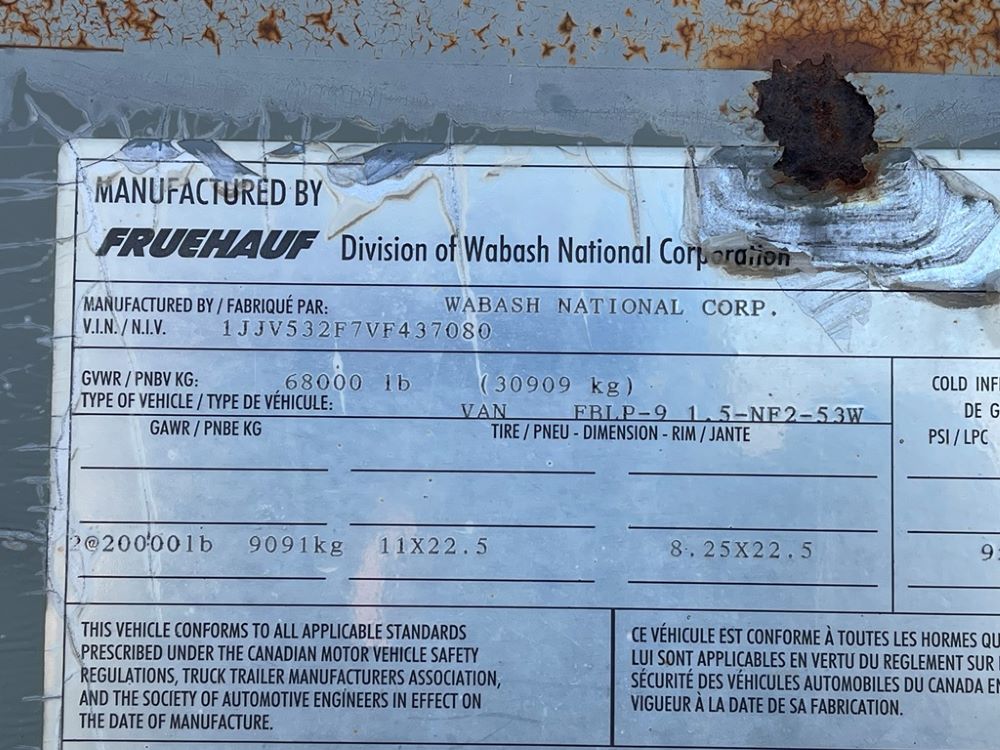 MANUFACTURED BY
FRUEHAUF Division of Wabash National Corporation
MANUFACTURED BY / FABRIQUÉ PAR: WABASH NATIONAL CORP.
V.I.N. / N.I.V. 1JJV532F7VF437080
GVWR / PNBV KG: 68000 lb (30909 kg)
TYPE OF VEHICLE / TYPE DE VÉHICULE: VAN FBLP-9 1.5-NF2-53W
GAWR / PNBE KG TIRE / PNEU - DIMENSION - RIM / JANTE
COLD INF
DE G
PSI / LPC
2@20000lb 9091kg 11X22.5 8.25X22.5 9
THIS VEHICLE CONFORMS TO ALL APPLICABLE STANDARDS
PRESCRIBED UNDER THE CANADIAN MOTOR VEHICLE SAFETY
REGULATIONS, TRUCK TRAILER MANUFACTURERS ASSOCIATION,
AND THE SOCIETY OF AUTOMOTIVE ENGINEERS IN EFFECT ON
THE DATE OF MANUFACTURE.
CE VÉHICULE EST CONFORME À TOUTES LES HORMES QU
LUI SONT APPLICABLES EN VERTU DU REGLEMENT SUR
SÉCURITÉ DES VÉHICULES AUTOMOBILES DU CANADA EN
VIGUEUR À LA DATE DE SA FABRICATION.